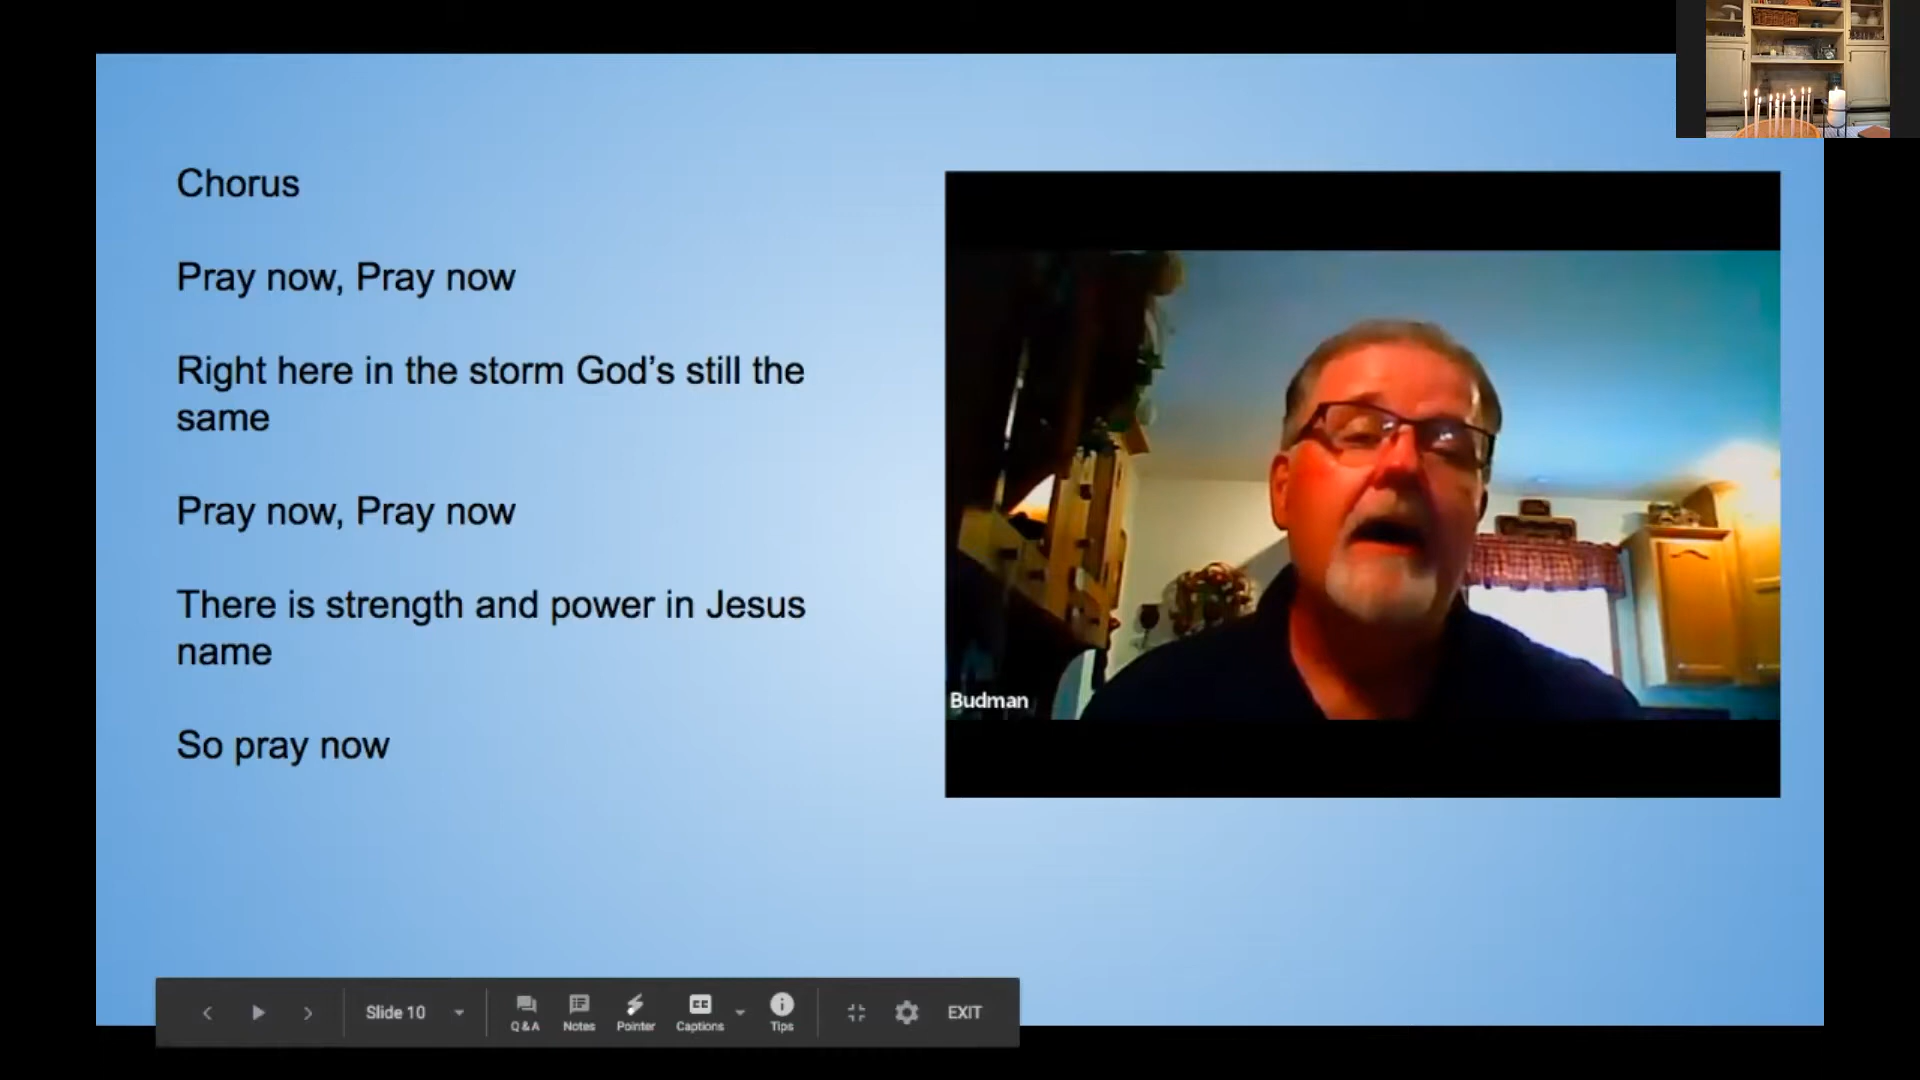 Chorus
Pray now, Pray now
Right here in the storm God’s still the
same
Pray now, Pray now
There is strength and power in Jesus
name
So pray now
Budman
Slide 10
Q & A
Notes
Pointer
CC
Captions
Tips
EXIT